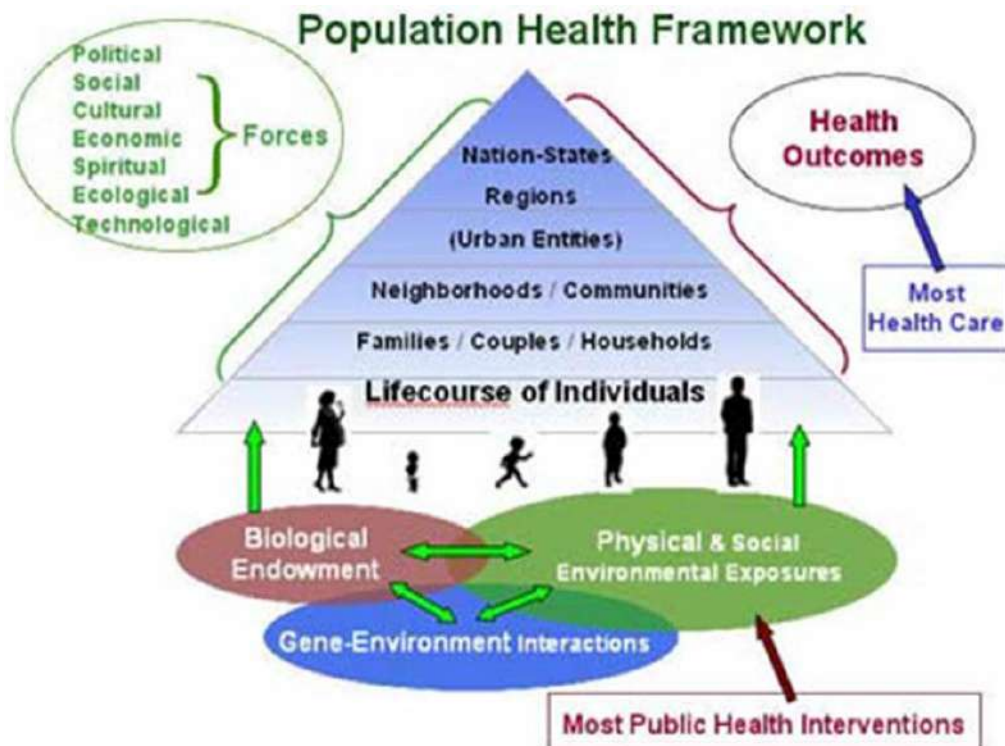 Population Health Framework
Political
Social
Cultural
Economic
Spiritual
Ecological
Technological
Forces
Health
Outcomes
Most
Health Care
Nation-States
Regions
(Urban Entities)
Neighborhoods / Communities
Families / Couples / Households
Lifecourse of Individuals
Biological
Endowment
Physical & Social
Environmental Exposures
Gene-Environment Interactions
Most Public Health Interventions